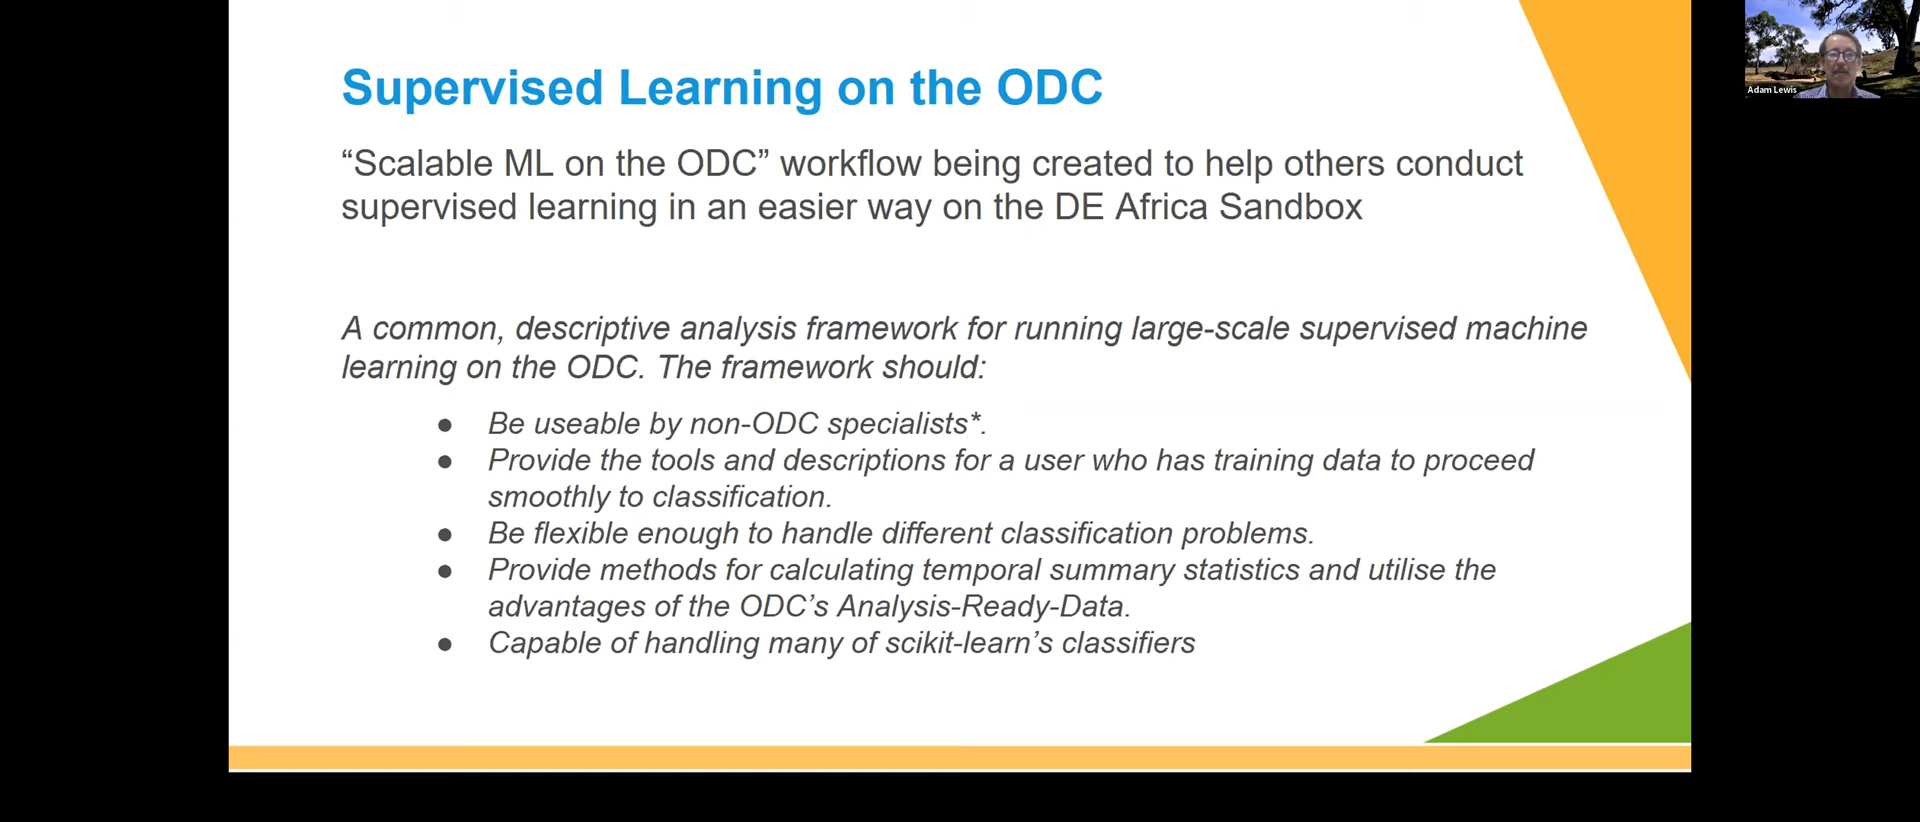 Supervised Learning on the ODC
Adam Lewis
“Scalable ML on the ODC” workflow being created to help others conduct
supervised learning in an easier way on the DE Africa Sandbox
A common, descriptive analysis framework for running large-scale supervised machine
learning on the ODC. The framework should:
● Be useable by non-ODC specialists*.
● Provide the tools and descriptions for a user who has training data to proceed
smoothly to classification.
● Be flexible enough to handle different classification problems.
● Provide methods for calculating temporal summary statistics and utilise the
advantages of the ODC’s Analysis-Ready-Data.
● Capable of handling many of scikit-learn’s classifiers